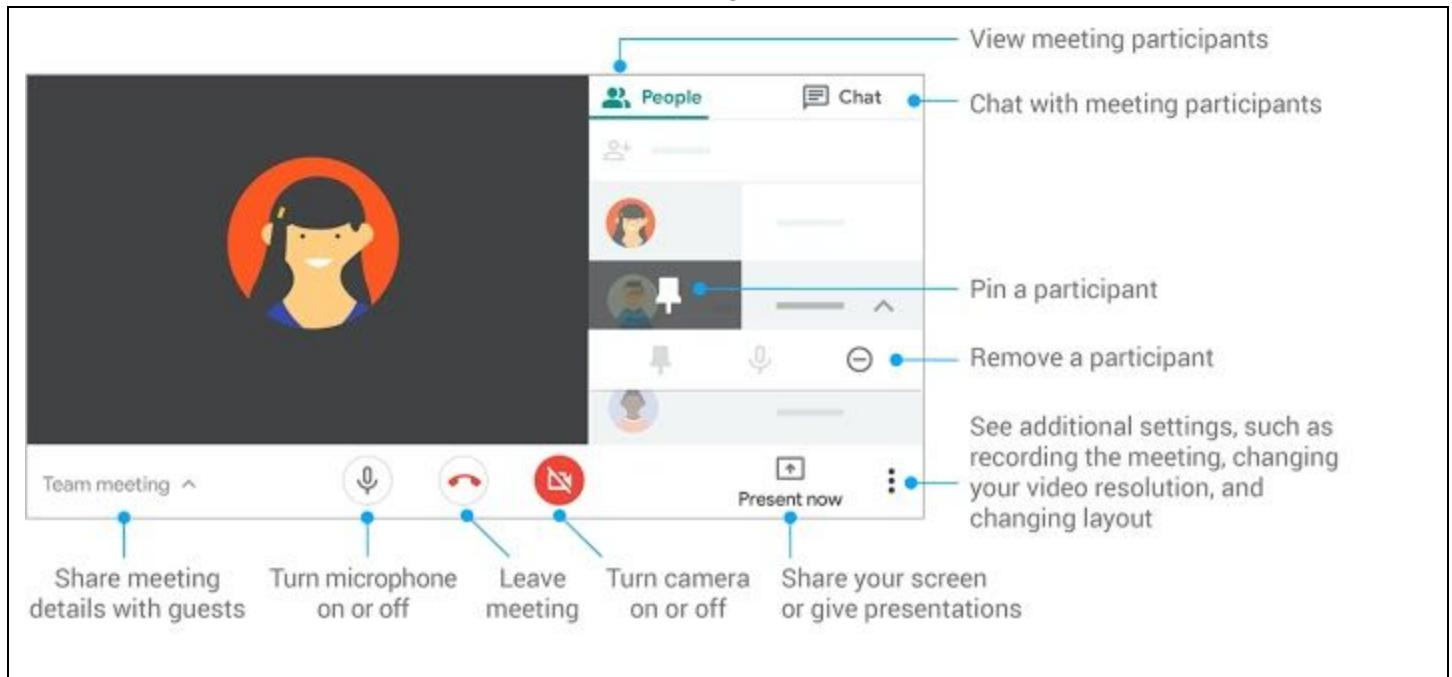 View meeting participants
People
Chat
Chat with meeting participants
Pin a participant
Remove a participant
See additional settings, such as
recording the meeting, changing
your video resolution, and
changing layout
Team meeting
Present now
Share meeting
details with guests
Turn microphone
on or off
Leave
meeting
Turn camera
on or off
Share your screen
or give presentations